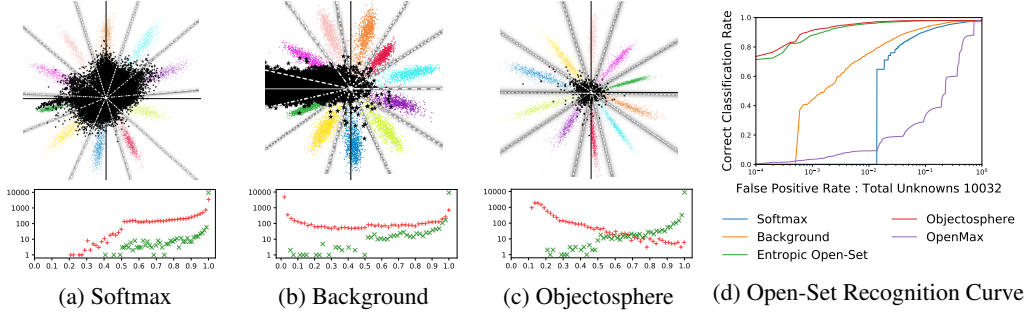 10000
1000
100
10
1
0.0 0.1 0.2 0.3 0.4 0.5 0.6 0.7 0.8 0.9 1.0
(a) Softmax
10000
1000
100
10
1
0.0 0.1 0.2 0.3 0.4 0.5 0.6 0.7 0.8 0.9 1.0
(b) Background
10000
1000
100
10
1
0.0 0.1 0.2 0.3 0.4 0.5 0.6 0.7 0.8 0.9 1.0
(c) Objectosphere
Correct Classification Rate
1.0
0.8
0.6
0.4
0.2
0.0
10⁻⁴ 10⁻³ 10⁻² 10⁻¹ 10⁰
False Positive Rate : Total Unknowns 10032
Softmax
Background
Entropic Open-Set
Objectosphere
OpenMax
(d) Open-Set Recognition Curve